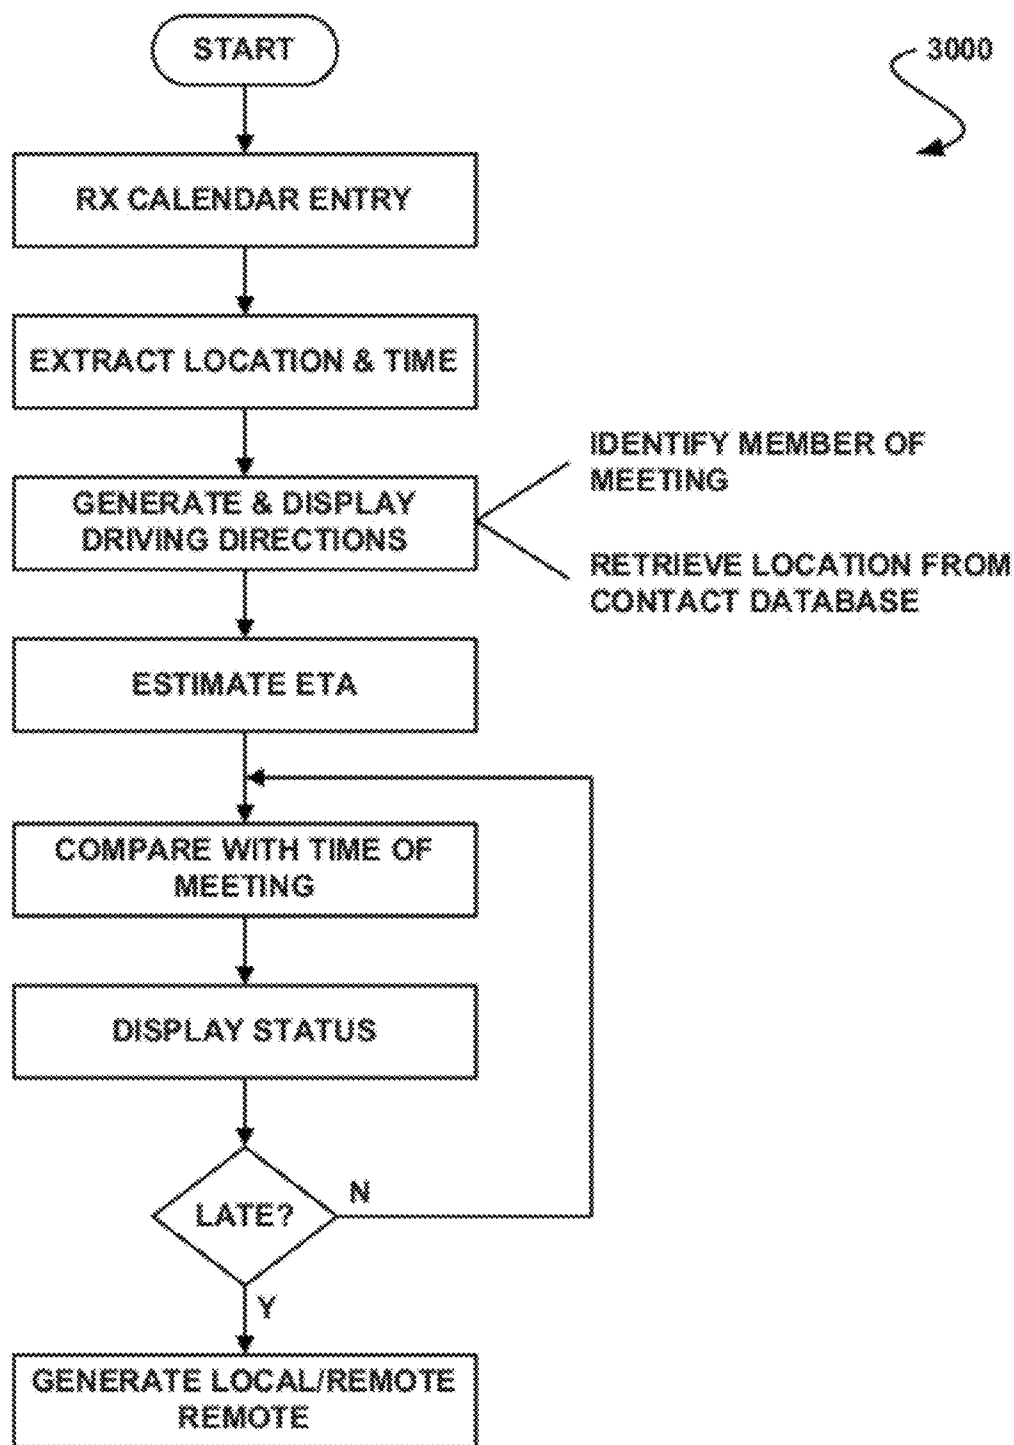 START
3000
RX CALENDAR ENTRY
EXTRACT LOCATION & TIME
GENERATE & DISPLAY
DRIVING DIRECTIONS
IDENTIFY MEMBER OF
MEETING
RETRIEVE LOCATION FROM
CONTACT DATABASE
ESTIMATE ETA
COMPARE WITH TIME OF
MEETING
DISPLAY STATUS
LATE?
N
Y
GENERATE LOCAL/REMOTE
REMOTE